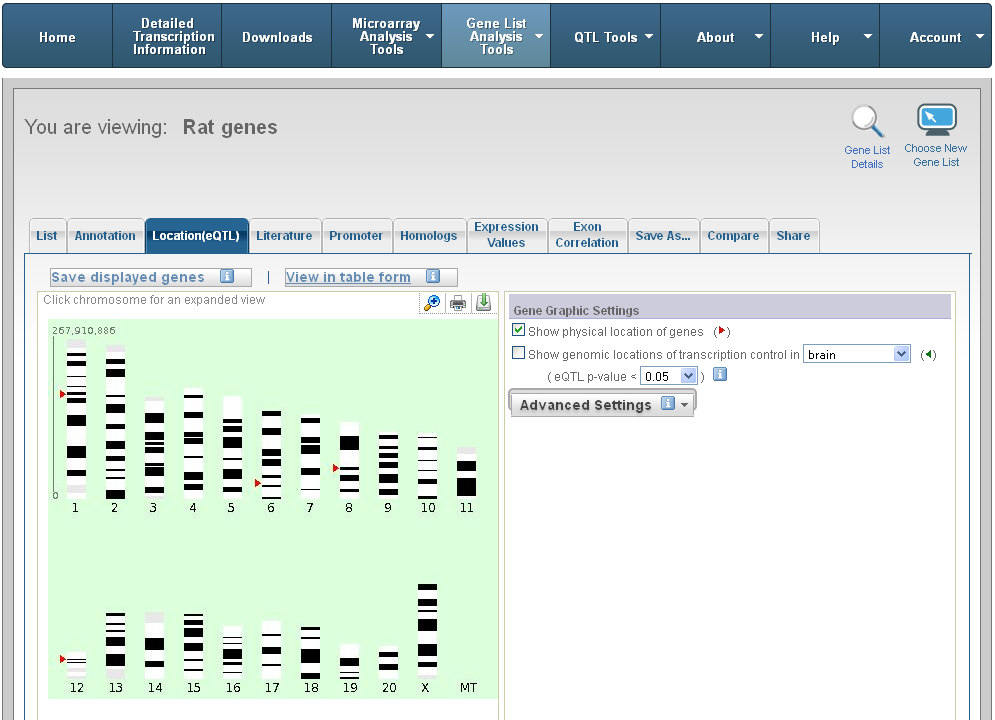 Home
Detailed
Transcription
Information
Downloads
Microarray
Analysis
Tools
Gene List
Analysis
Tools
QTL Tools
About
Help
Account
You are viewing: Rat genes
Gene List
Details
Choose New
Gene List
List
Annotation
Location(eQTL)
Literature
Promoter
Homologs
Expression
Values
Exon
Correlation
Save As...
Compare
Share
Save displayed genes i | View in table form i
Click chromosome for an expanded view
Gene Graphic Settings
267,910,886
Show physical location of genes ( )
Show genomic locations of transcription control in brain ( )
( eQTL p-value < 0.05 ) i
Advanced Settings i
0
1 2 3 4 5 6 7 8 9 10 11
12 13 14 15 16 17 18 19 20 X MT